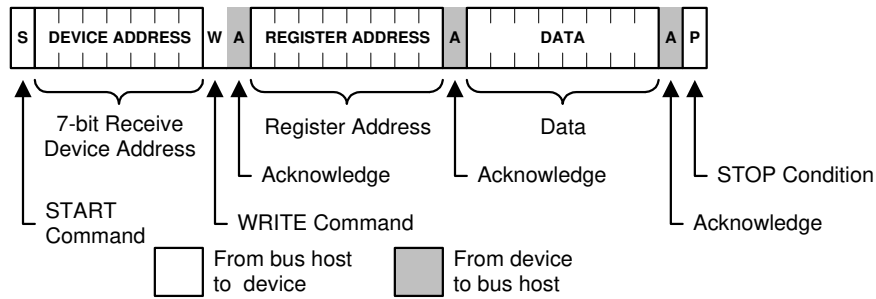 S DEVICE ADDRESS W A REGISTER ADDRESS A DATA A P
7-bit Receive
Device Address
Register Address
Data
Acknowledge
Acknowledge
STOP Condition
START
Command
WRITE Command
Acknowledge
From bus host
to device
From device
to bus host